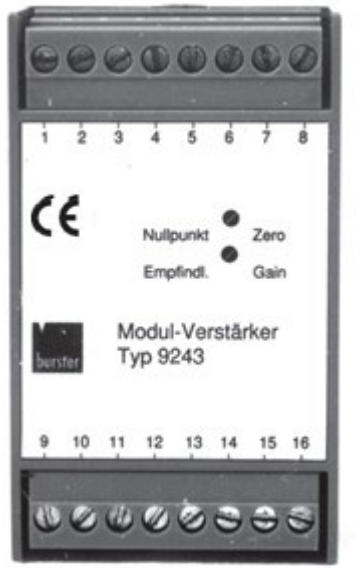 1 2 3 4 5 6 7 8
CE
Nullpunkt Zero
Empfindl. Gain
burster
Modul-Verstärker
Typ 9243
9 10 11 12 13 14 15 16